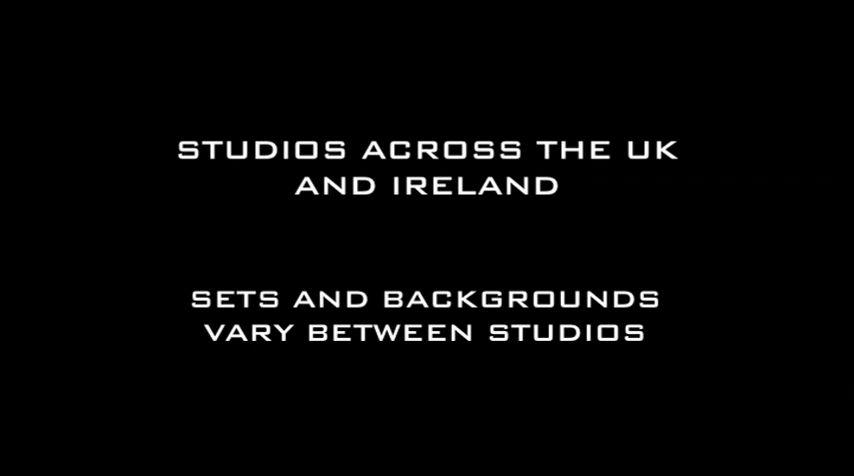 STUDIOS ACROSS THE UK
AND IRELAND
SETS AND BACKGROUNDS
VARY BETWEEN STUDIOS